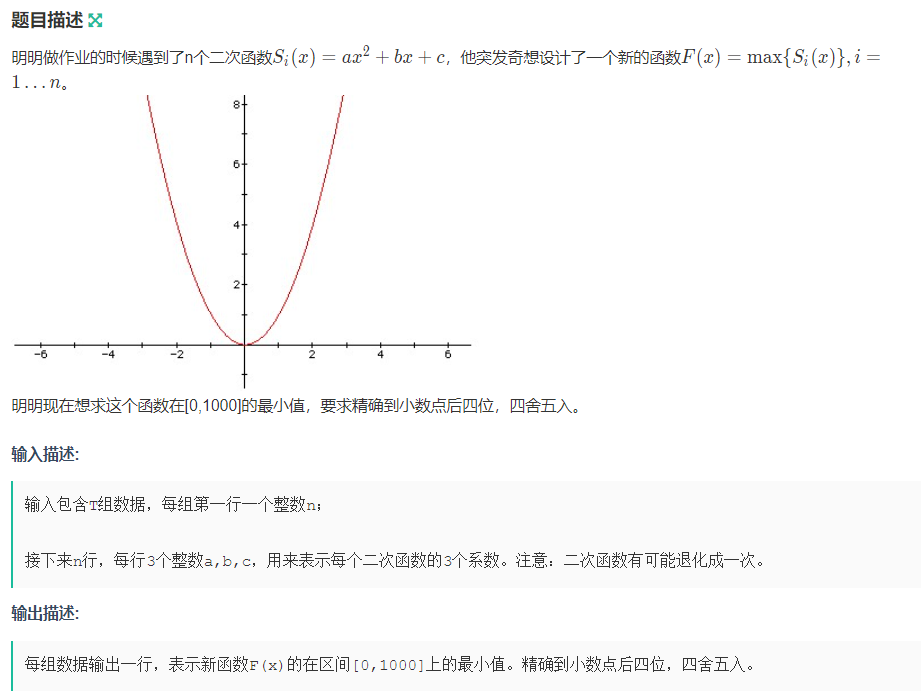 题目描述
明明做作业的时候遇到了n个二次函数S_i(x) = ax² + bx + c，他突发奇想设计了一个新的函数F(x) = max{S_i(x)}, i =
1…n。
8
6
4
2
-6 -4 -2 2 4 6
明明现在想求这个函数在[0,1000]的最小值，要求精确到小数点后四位，四舍五入。
输入描述:
输入包含T组数据，每组第一行一个整数n；
接下来n行，每行3个整数a,b,c，用来表示每个二次函数的3个系数。注意：二次函数有可能退化成一次。
输出描述:
每组数据输出一行，表示新函数F(x)的在区间[0,1000]上的最小值。精确到小数点后四位，四舍五入。